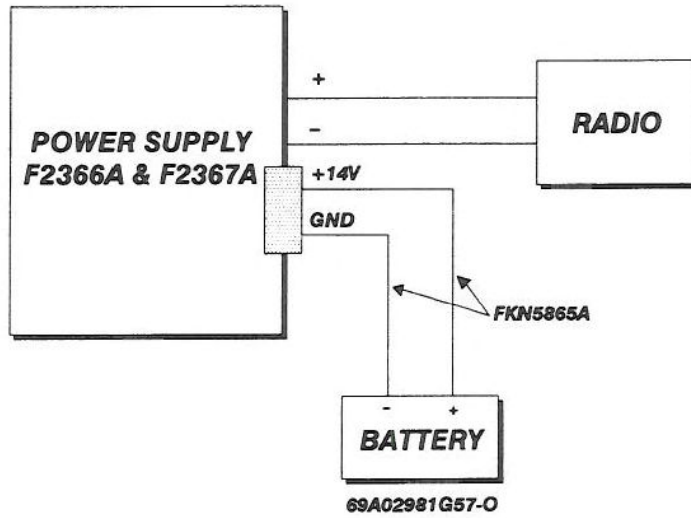 +
POWER SUPPLY
F2366A & F2367A
-
RADIO
+14V
GND
FKN5865A
- +
BATTERY
69A02981G57-O